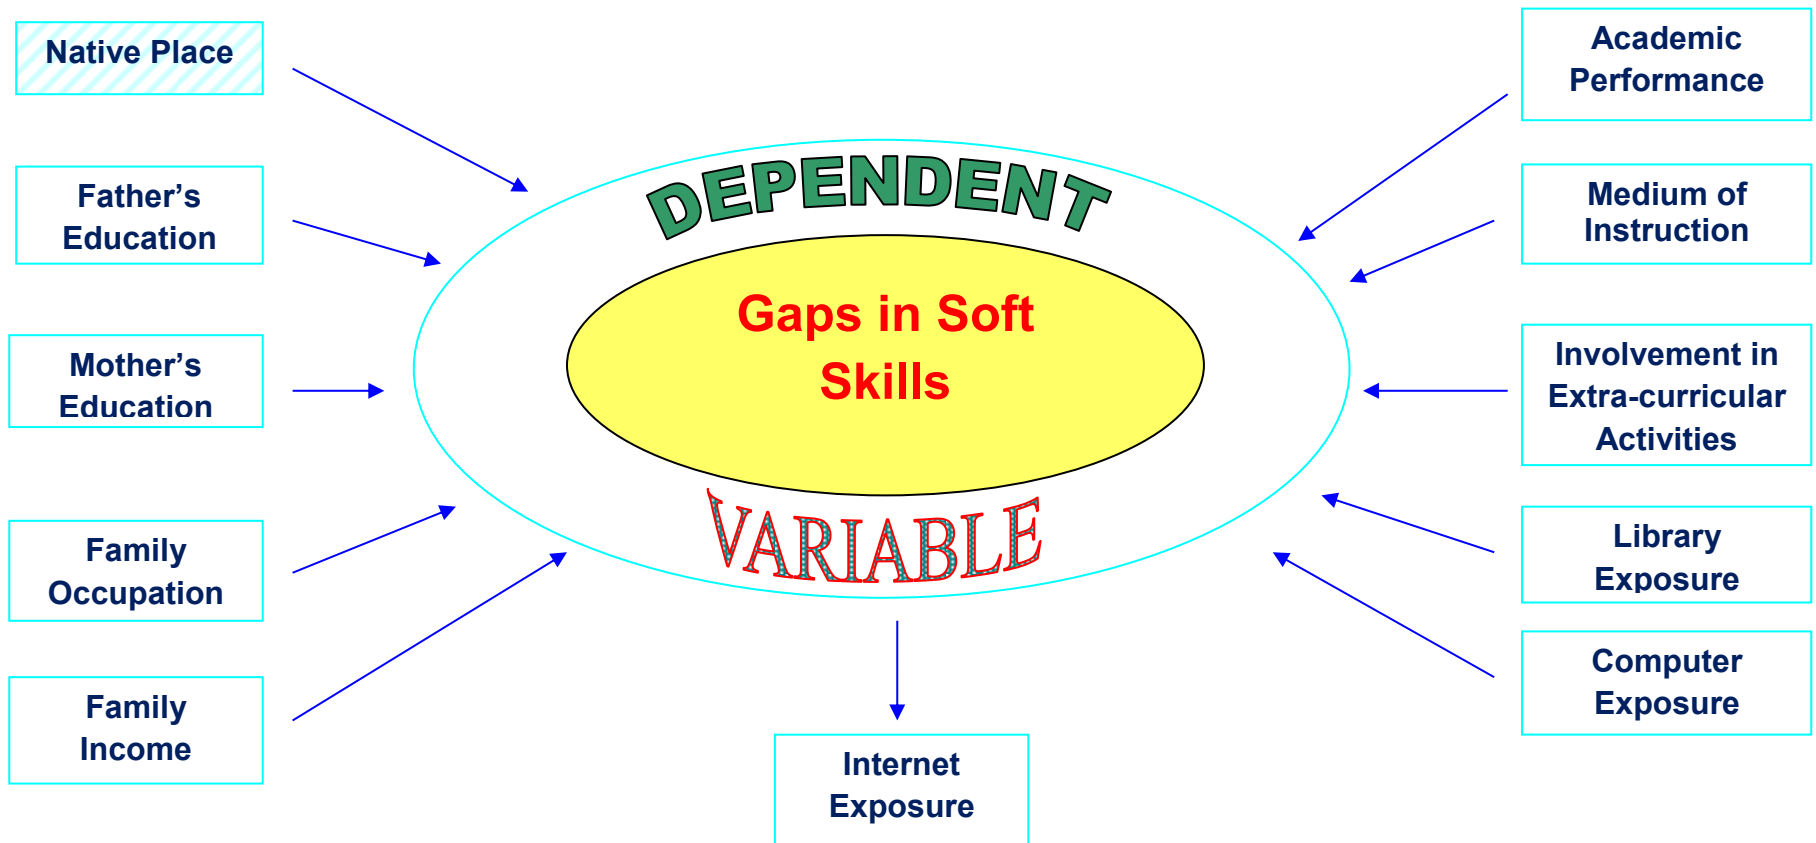 Native Place
Father’s
Education
Mother’s
Education
Family
Occupation
Family
Income
DEPENDENT
Gaps in Soft
Skills
VARIABLE
Internet
Exposure
Academic
Performance
Medium of
Instruction
Involvement in
Extra-curricular
Activities
Library
Exposure
Computer
Exposure